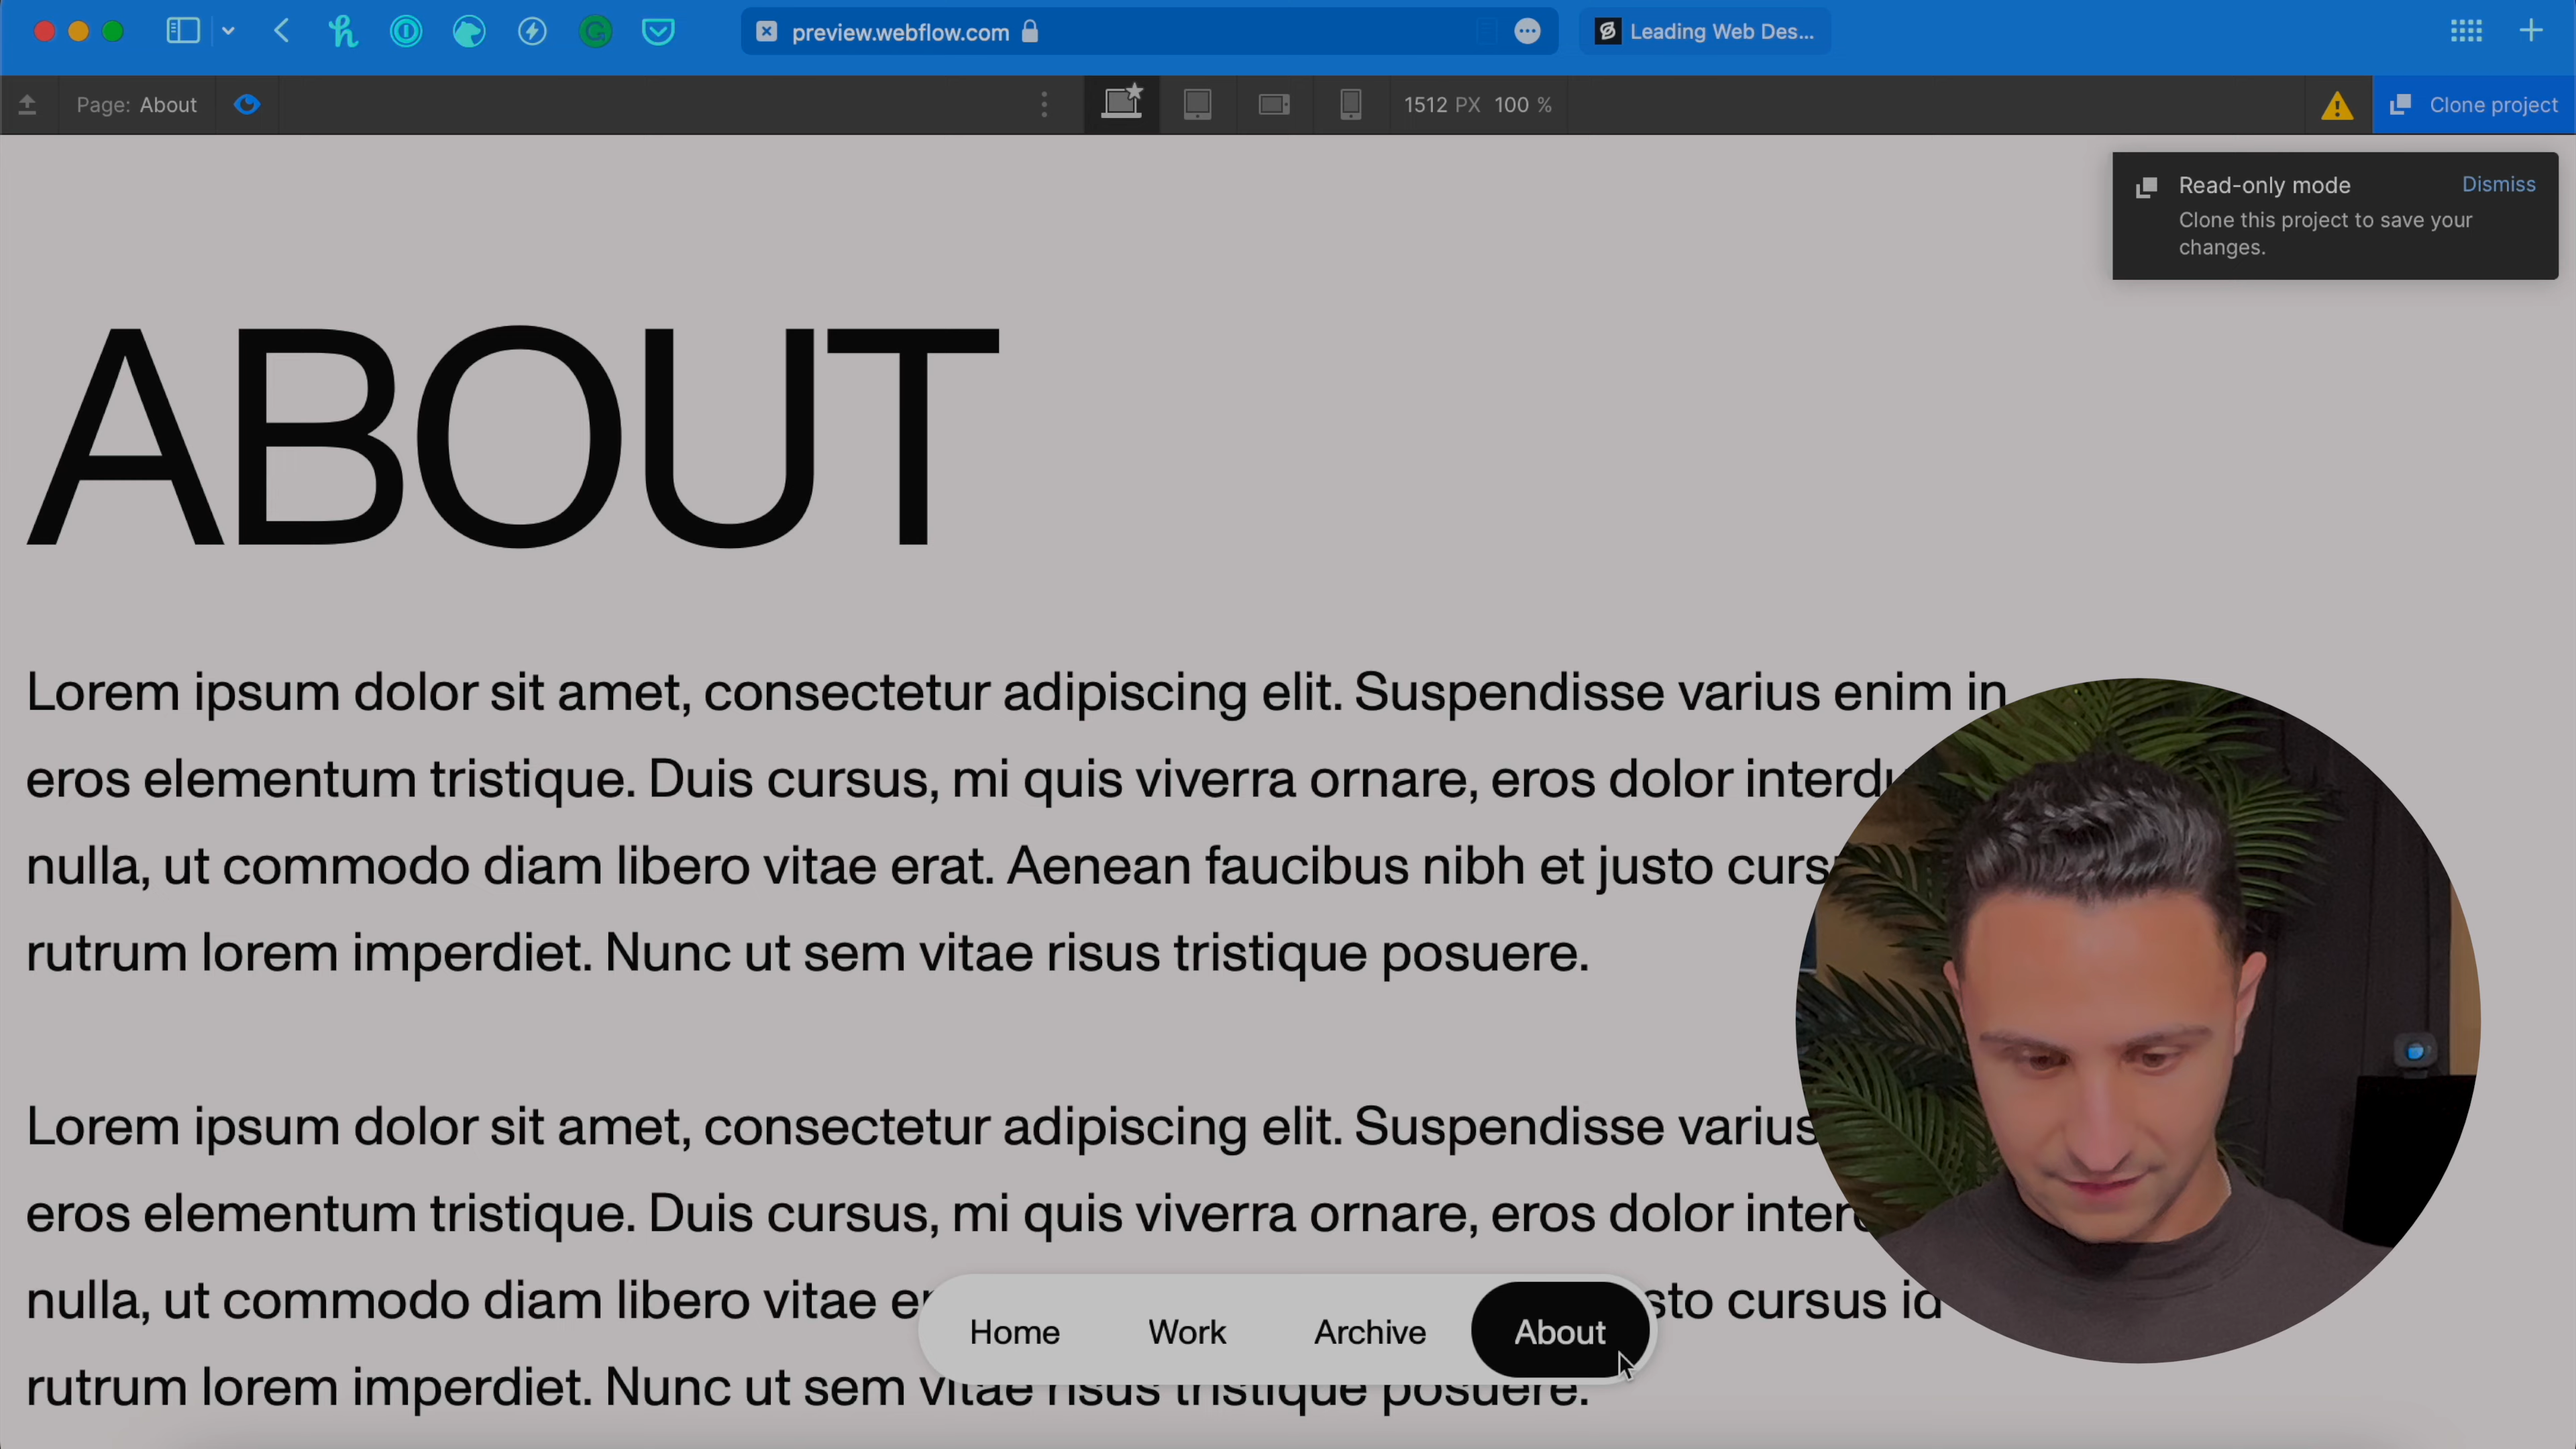 preview.webflow.com
Leading Web Des...
Page: About
1512 PX 100 %
Clone project
Read-only mode
Dismiss
Clone this project to save your
changes.
ABOUT
Lorem ipsum dolor sit amet, consectetur adipiscing elit. Suspendisse varius enim in
eros elementum tristique. Duis cursus, mi quis viverra ornare, eros dolor
nulla, ut commodo diam libero vitae erat. Aenean faucibus nibh et justo
rutrum lorem imperdiet. Nunc ut sem vitae risus tristique posuere.
Lorem ipsum dolor sit amet, consectetur adipiscing elit. Suspendisse varius
eros elementum tristique. Duis cursus, mi quis viverra ornare, eros dolor
nulla, ut commodo diam libero vitae cursus id
Home
Work
Archive
About
rutrum lorem imperdiet. Nunc ut sem vitae risus tristique posuere.